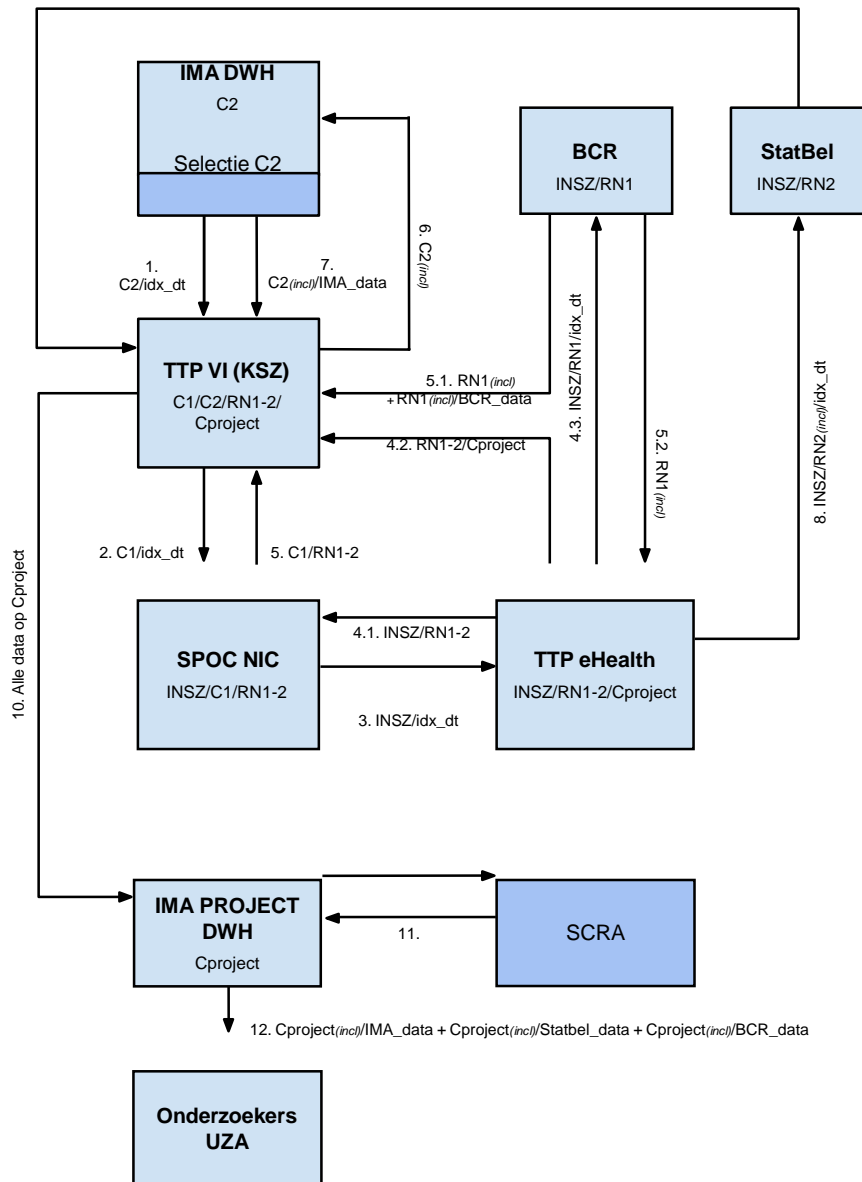 IMA DWH
C2
Selectie C2
BCR
INSZ/RN1
StatBel
INSZ/RN2
1.
C2/idx_dt
7.
C2(incl)/IMA_data
6. C2(incl)
TTP VI (KSZ)
C1/C2/RN1-2/
Cproject
5.1. RN1(incl)
+RN1(incl)/BCR_data
4.2. RN1-2/Cproject
4.3. INSZ/RN1/idx_dt
5.2. RN1(incl)
8. INSZ/RN2(incl)/idx_dt
2. C1/idx_dt
5. C1/RN1-2
10. Alle data op Cproject
SPOC NIC
INSZ/C1/RN1-2
4.1. INSZ/RN1-2
3. INSZ/idx_dt
TTP eHealth
INSZ/RN1-2/Cproject
IMA PROJECT
DWH
Cproject
11.
SCRA
12. Cproject(incl)/IMA_data + Cproject(incl)/Statbel_data + Cproject(incl)/BCR_data
Onderzoekers
UZA